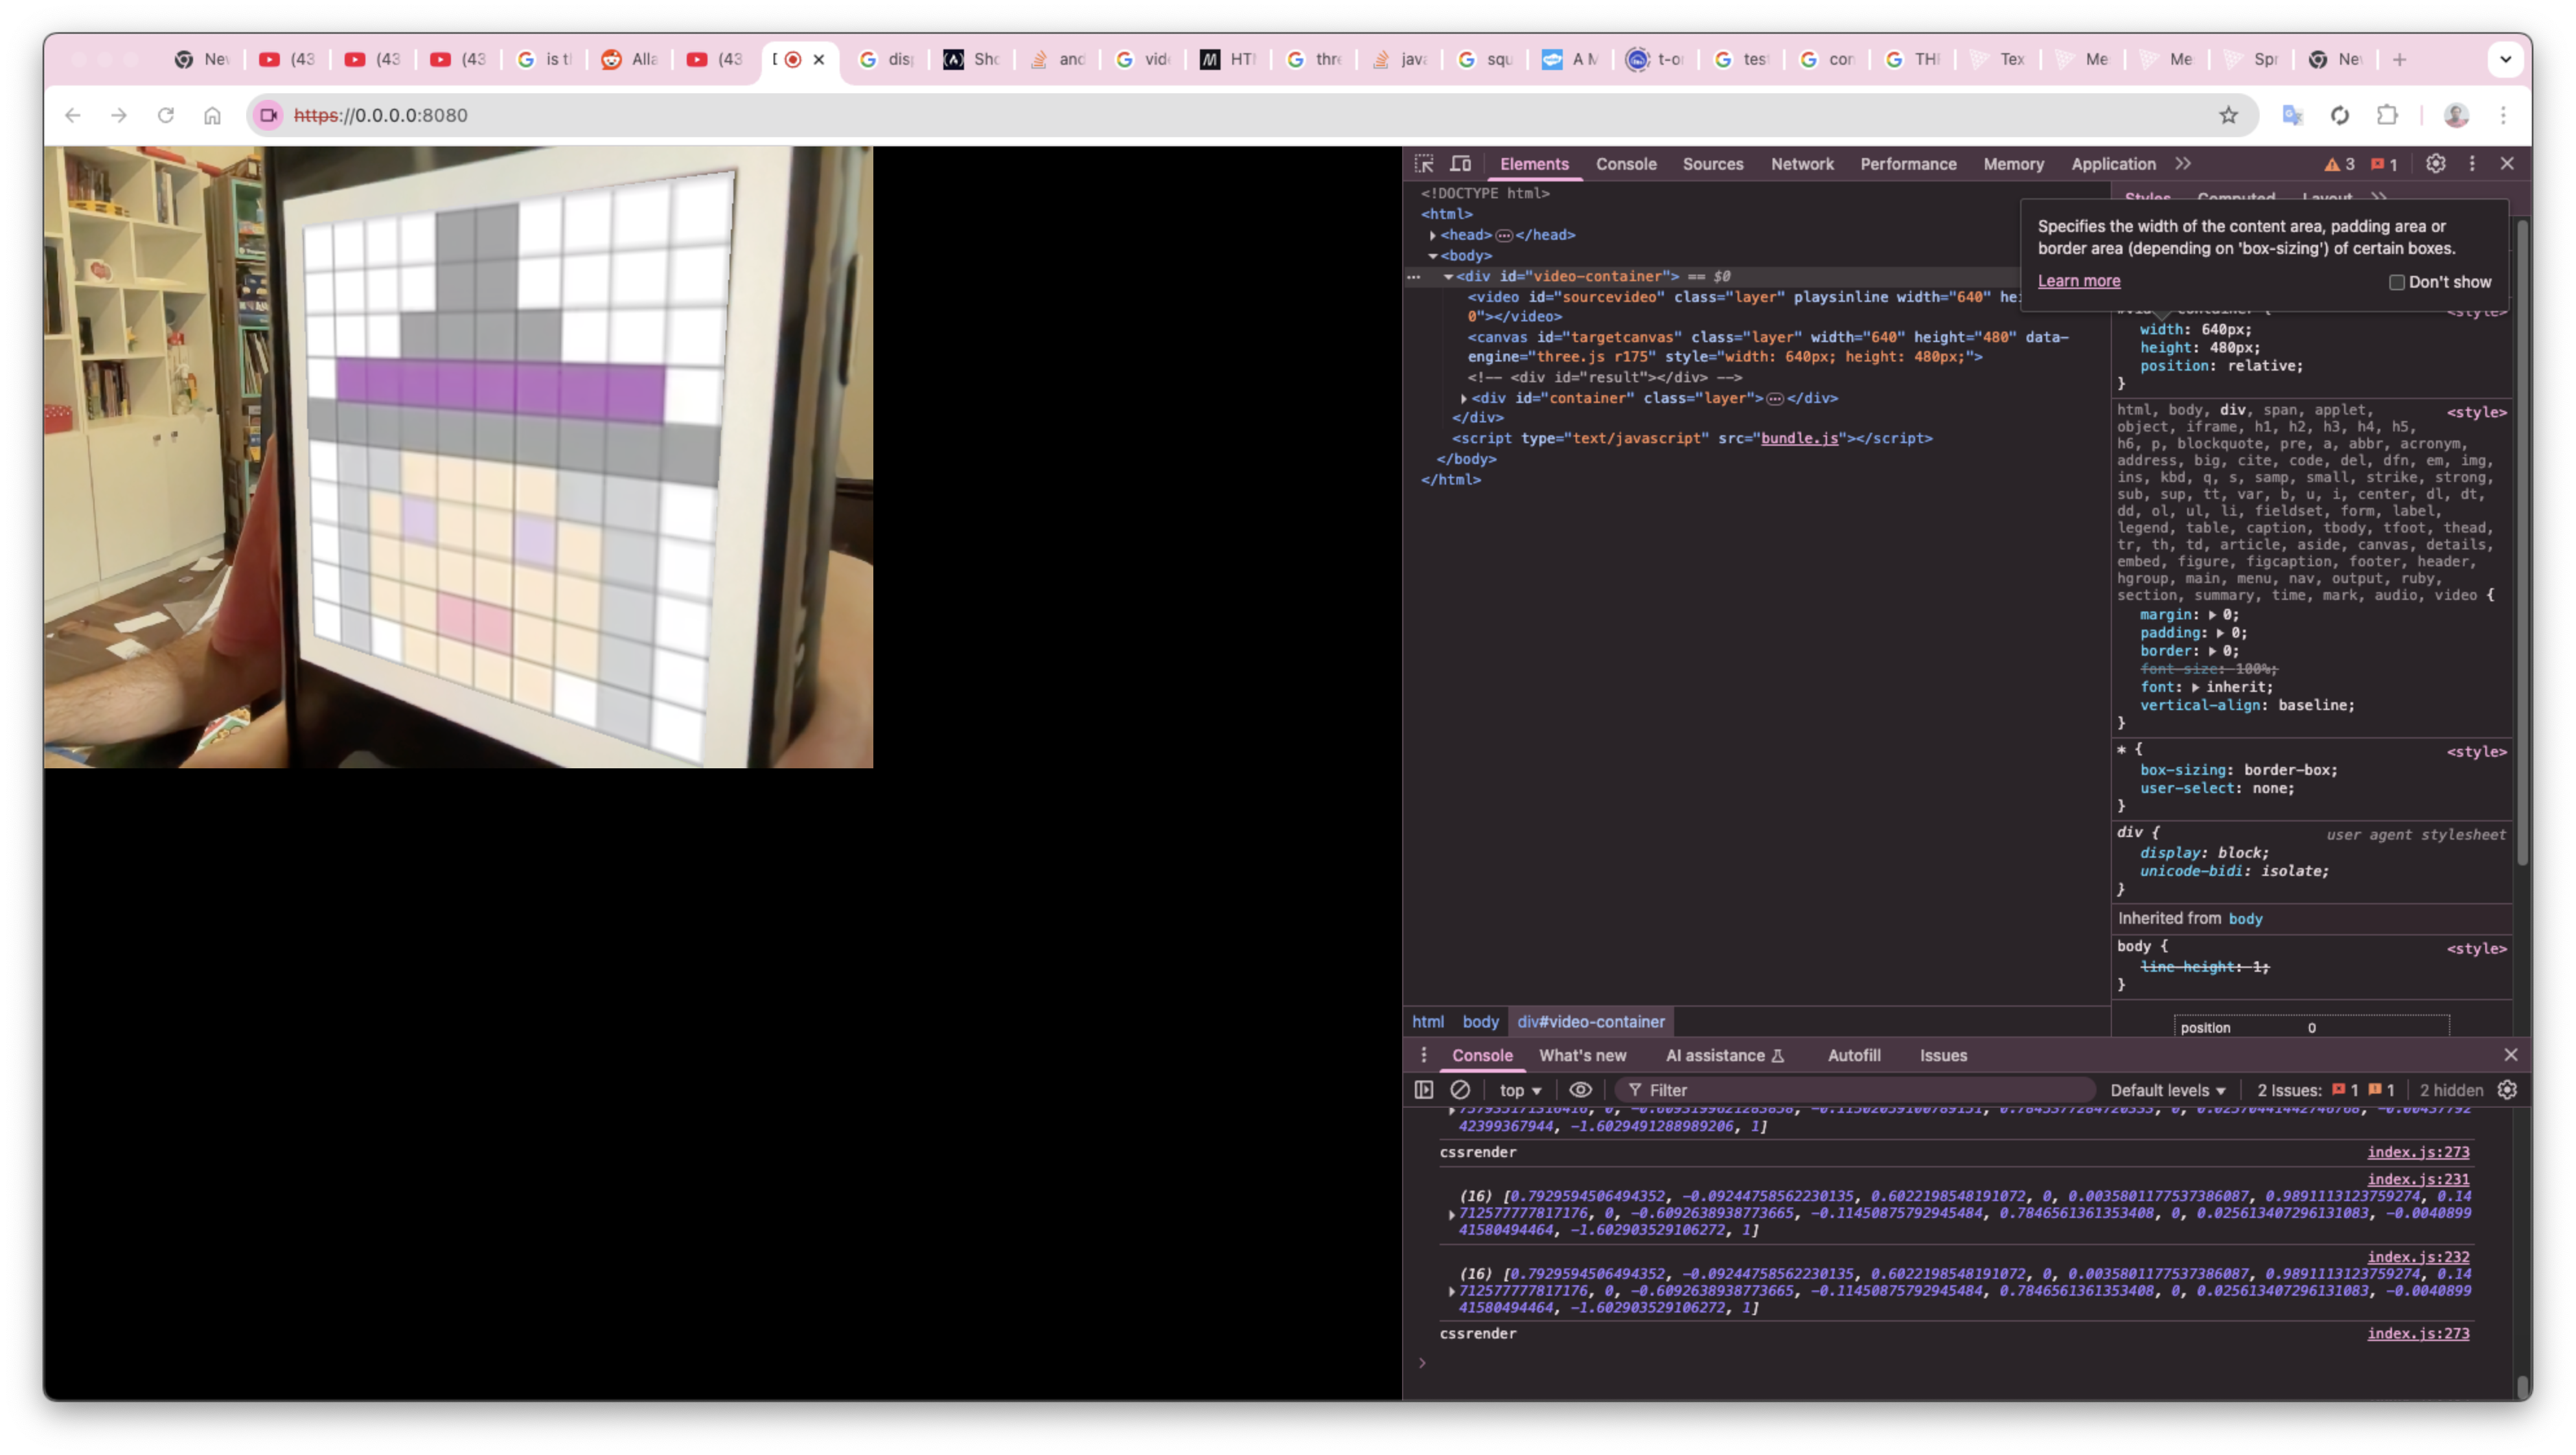 Ne
(43
(43
(43
is t
Alla
(43
dis
Sho
and
vide
HT
thre
java
squ
A M
t-o
test
con
TH
Tex
Me
Me
Spr
Ne
https://0.0.0.0:8080
Elements Console Sources Network Performance Memory Application 3 1
<!DOCTYPE html>
<html>
<head> </head>
<body>
<div id="video-container"> == $0
<video id="sourcevideo" class="layer" playsinline width="640" hei
0"></video>
<canvas id="targetcanvas" class="layer" width="640" height="480" data-
engine="three.js r175" style="width: 640px; height: 480px;">
<!-- <div id="result"></div> -->
<div id="container" class="layer"> </div>
</div>
<script type="text/javascript" src="bundle.js"></script>
</body>
</html>
Styles Computed Layout
Specifies the width of the content area, padding area or
border area (depending on 'box-sizing') of certain boxes.
Learn more Don't show
<style>
width: 640px;
height: 480px;
position: relative;
}
html, body, div, span, applet, <style>
object, iframe, h1, h2, h3, h4, h5,
h6, p, blockquote, pre, a, abbr, acronym,
address, big, cite, code, del, dfn, em, img,
ins, kbd, q, s, samp, small, strike, strong,
sub, sup, tt, var, b, u, i, center, dl, dt,
dd, ol, ul, li, fieldset, form, label,
legend, table, caption, tbody, tfoot, thead,
tr, th, td, article, aside, canvas, details,
embed, figure, figcaption, footer, header,
hgroup, main, menu, nav, output, ruby,
section, summary, time, mark, audio, video {
margin: 0;
padding: 0;
border: 0;
font-size: 100%;
font: inherit;
vertical-align: baseline;
}
* { <style>
box-sizing: border-box;
user-select: none;
}
div { user agent stylesheet
display: block;
unicode-bidi: isolate;
}
Inherited from body
body { <style>
line-height: 1;
}
position 0
html body div#video-container
Console What's new AI assistance Autofill Issues
top Filter Default levels 2 Issues: 1 1 2 hidden
42399367944, -1.6029491288989206, 1]
cssrender index.js:273
index.js:231
(16) [0.7929594506494352, -0.09244758562230135, 0.6022198548191072, 0, 0.0035801177537386087, 0.9891113123759274, 0.14
712577777817176, 0, -0.6092638938773665, -0.11450875792945484, 0.7846561361353408, 0, 0.025613407296131083, -0.0040899
41580494464, -1.602903529106272, 1]
index.js:232
(16) [0.7929594506494352, -0.09244758562230135, 0.6022198548191072, 0, 0.0035801177537386087, 0.9891113123759274, 0.14
712577777817176, 0, -0.6092638938773665, -0.11450875792945484, 0.7846561361353408, 0, 0.025613407296131083, -0.0040899
41580494464, -1.602903529106272, 1]
cssrender index.js:273